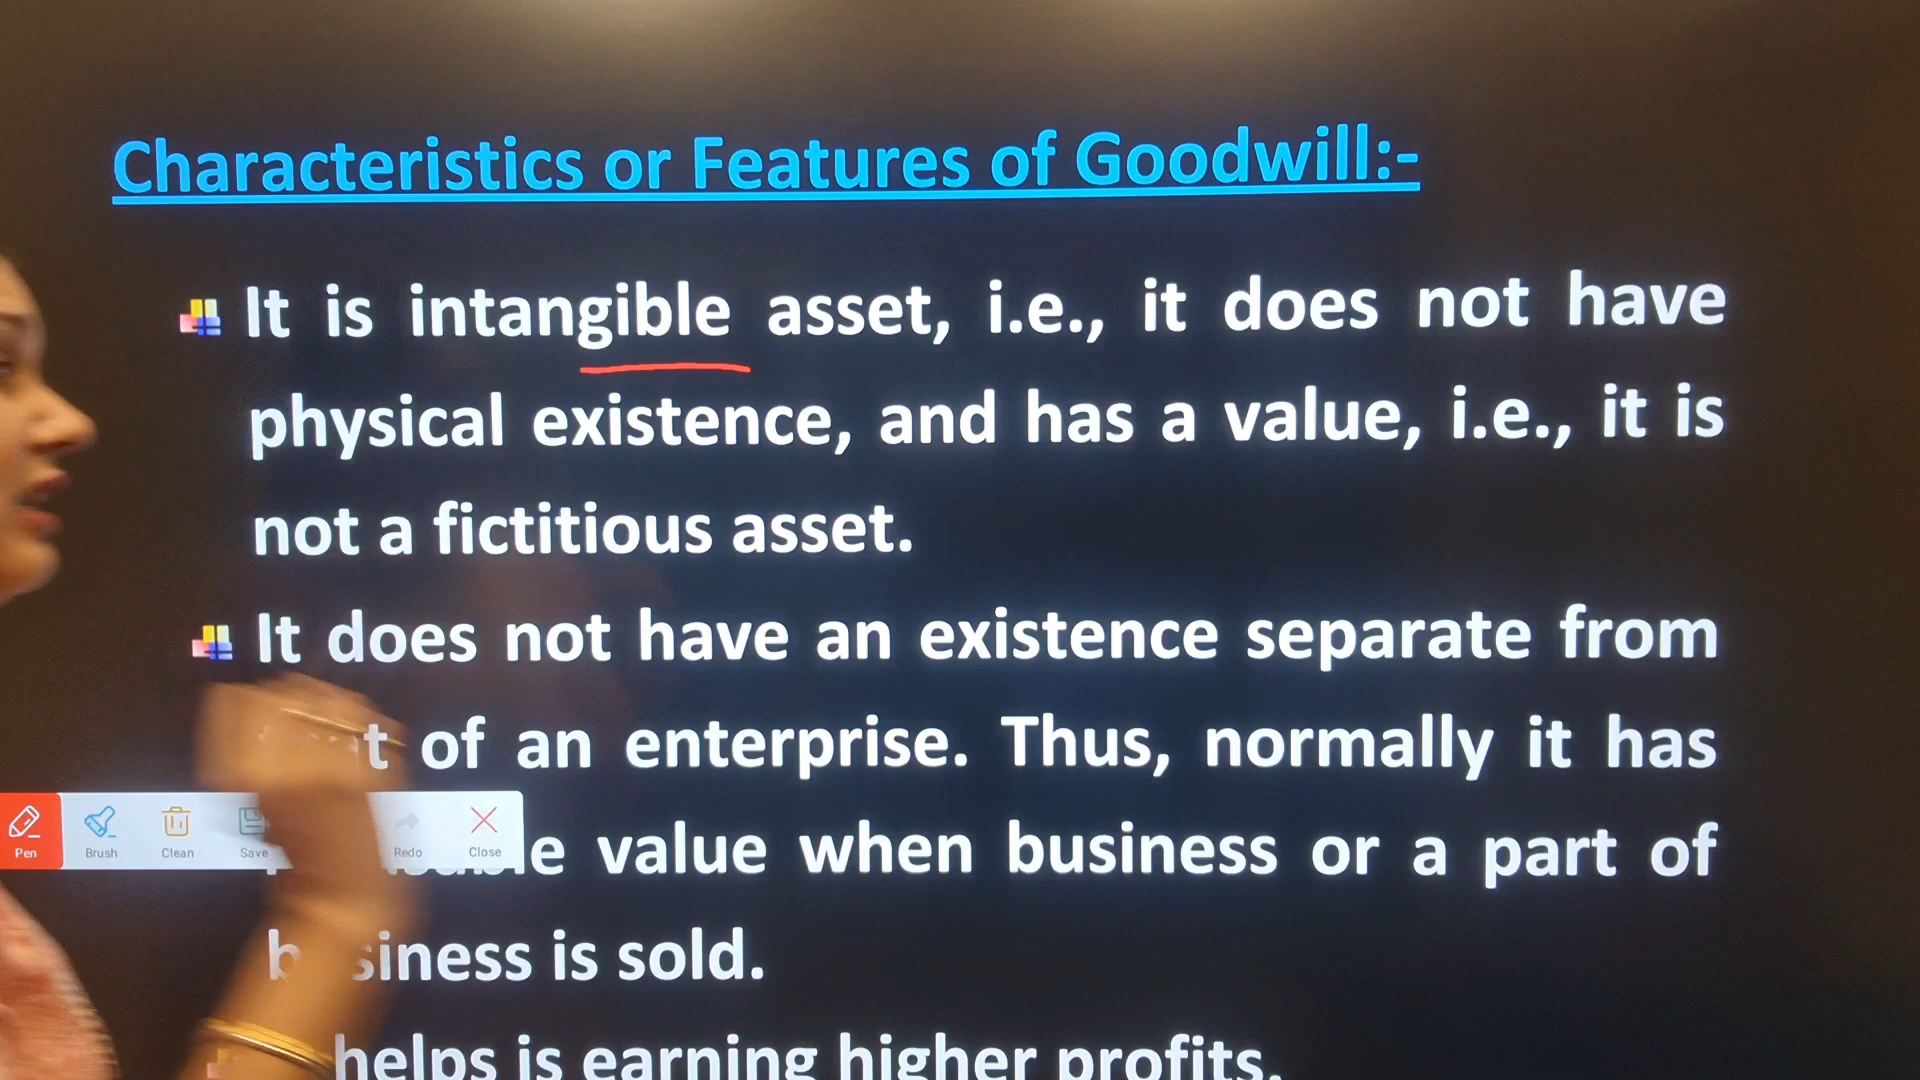 Characteristics or Features of Goodwill:-
It is intangible asset, i.e., it does not have
physical existence, and has a value, i.e., it is
not a fictitious asset.
It does not have an existence separate from
of an enterprise. Thus, normally it has
value when business or a part of
business is sold.
helps is earning higher profits.
Pen Brush Clean Save Redo Close